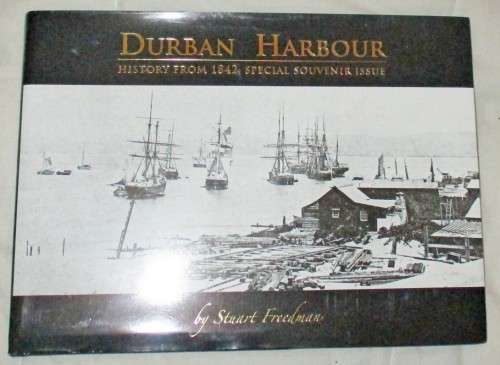 DURBAN HARBOUR
HISTORY FROM 1842, SPECIAL SOUVENIR ISSUE
by Stuart Freedman